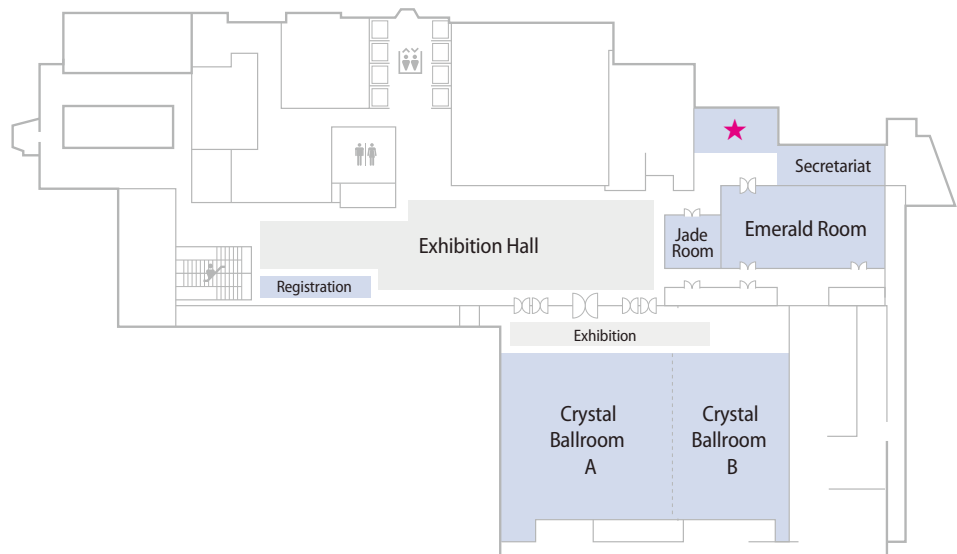 Secretariat
Emerald Room
Jade
Room
Exhibition Hall
Registration
Exhibition
Crystal
Ballroom
A
Crystal
Ballroom
B